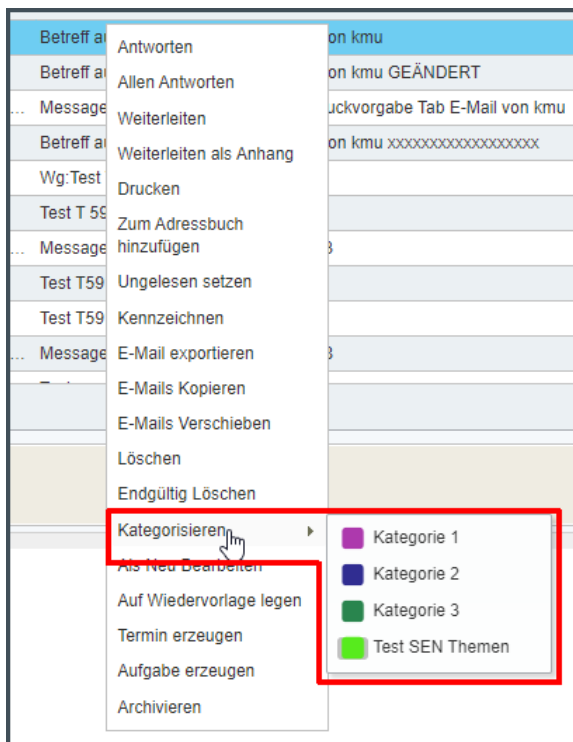 Betreff au
on kmu
Betreff au
on kmu GEÄNDERT
... Message
uckvorgabe Tab E-Mail von kmu
Betreff au
on kmu xxxxxxxxxxxxxxxxxx
Wg:Test
Test T 59
... Message
Test T59
Test T59
... Message
Antworten
Allen Antworten
Weiterleiten
Weiterleiten als Anhang
Drucken
Zum Adressbuch
hinzufügen
Ungelesen setzen
Kennzeichnen
E-Mail exportieren
E-Mails Kopieren
E-Mails Verschieben
Löschen
Endgültig Löschen
Kategorisieren
Als Neu Bearbeiten
Auf Wiedervorlage legen
Termin erzeugen
Aufgabe erzeugen
Archivieren
Kategorie 1
Kategorie 2
Kategorie 3
Test SEN Themen